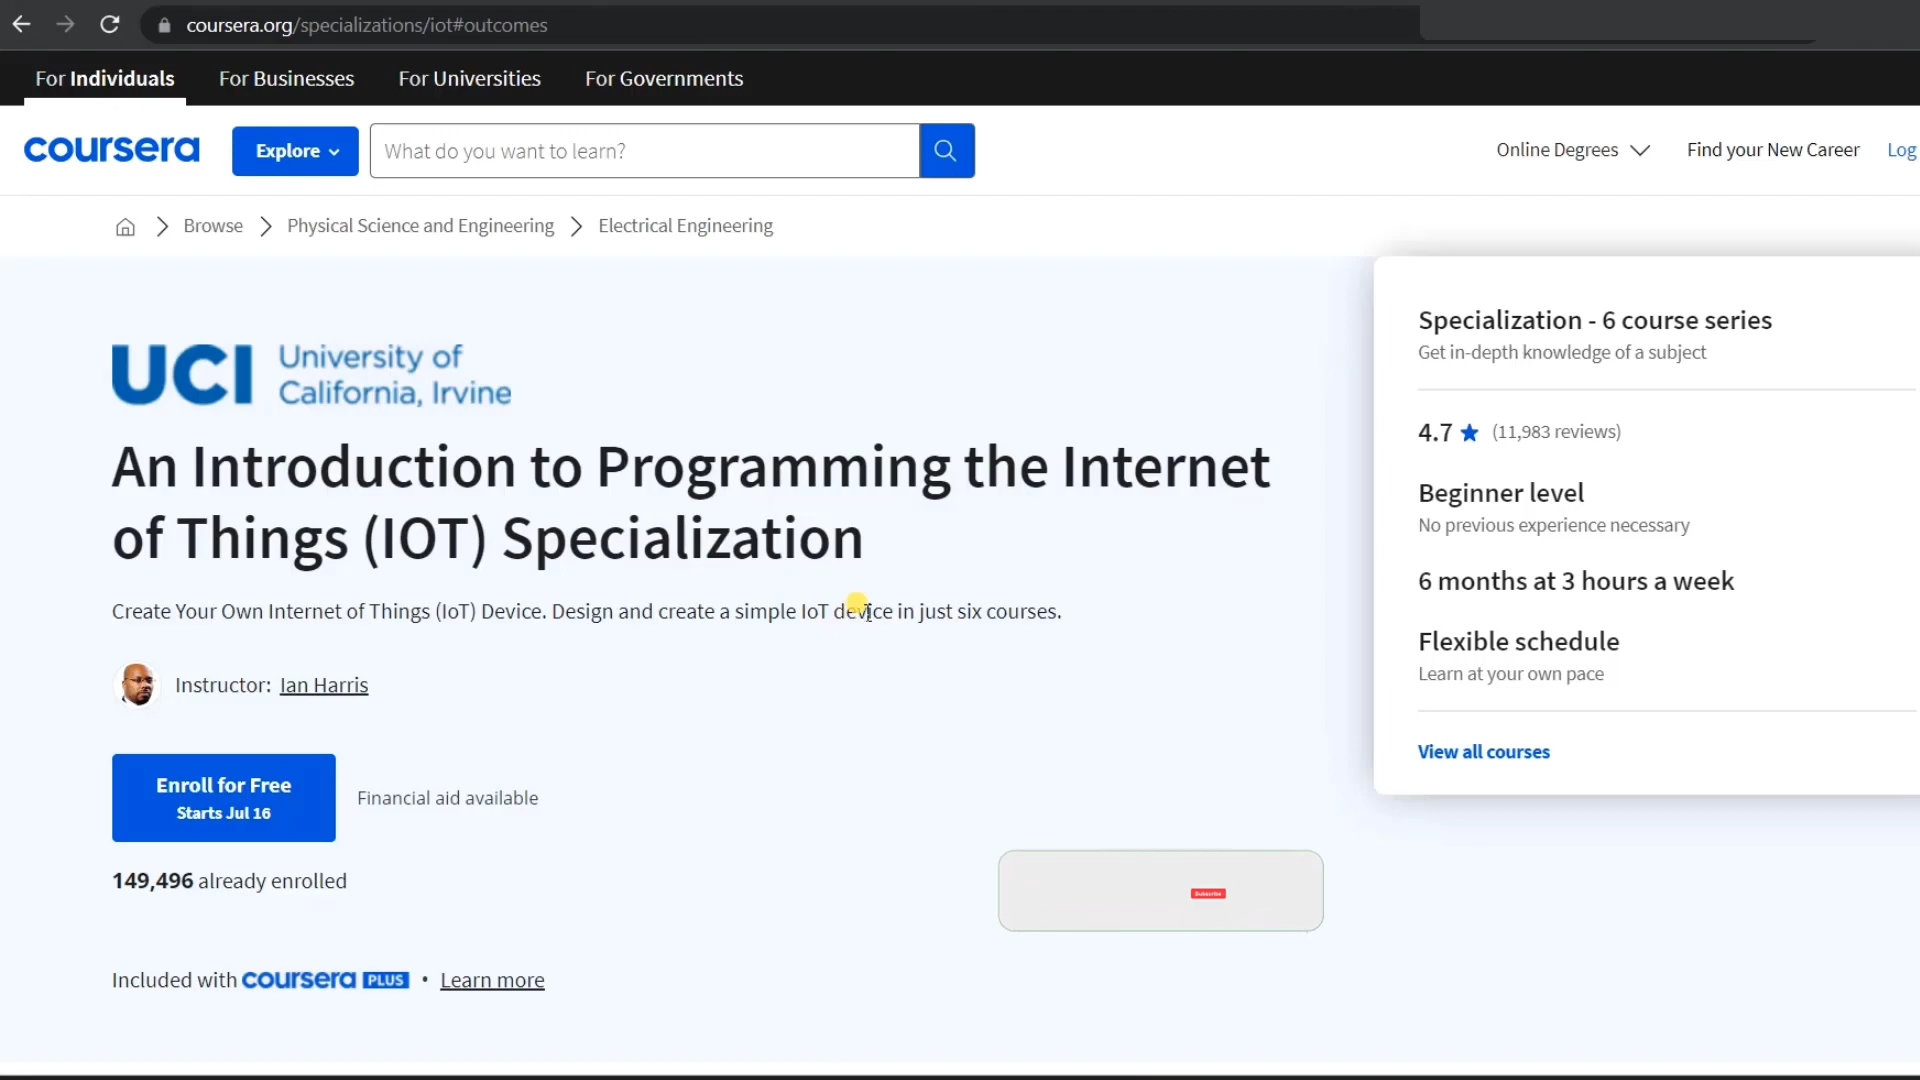 coursera.org/specializations/iot#outcomes
For Individuals For Businesses For Universities For Governments
coursera Explore What do you want to learn? Online Degrees Find your New Career Log
Browse Physical Science and Engineering Electrical Engineering
UCI University of
California, Irvine
An Introduction to Programming the Internet
of Things (IOT) Specialization
Create Your Own Internet of Things (IoT) Device. Design and create a simple IoT device in just six courses.
Instructor: Ian Harris
Enroll for Free
Starts Jul 16
Financial aid available
149,496 already enrolled
Included with coursera PLUS • Learn more
Specialization - 6 course series
Get in-depth knowledge of a subject
4.7 ★ (11,983 reviews)
Beginner level
No previous experience necessary
6 months at 3 hours a week
Flexible schedule
Learn at your own pace
View all courses
Subscribe